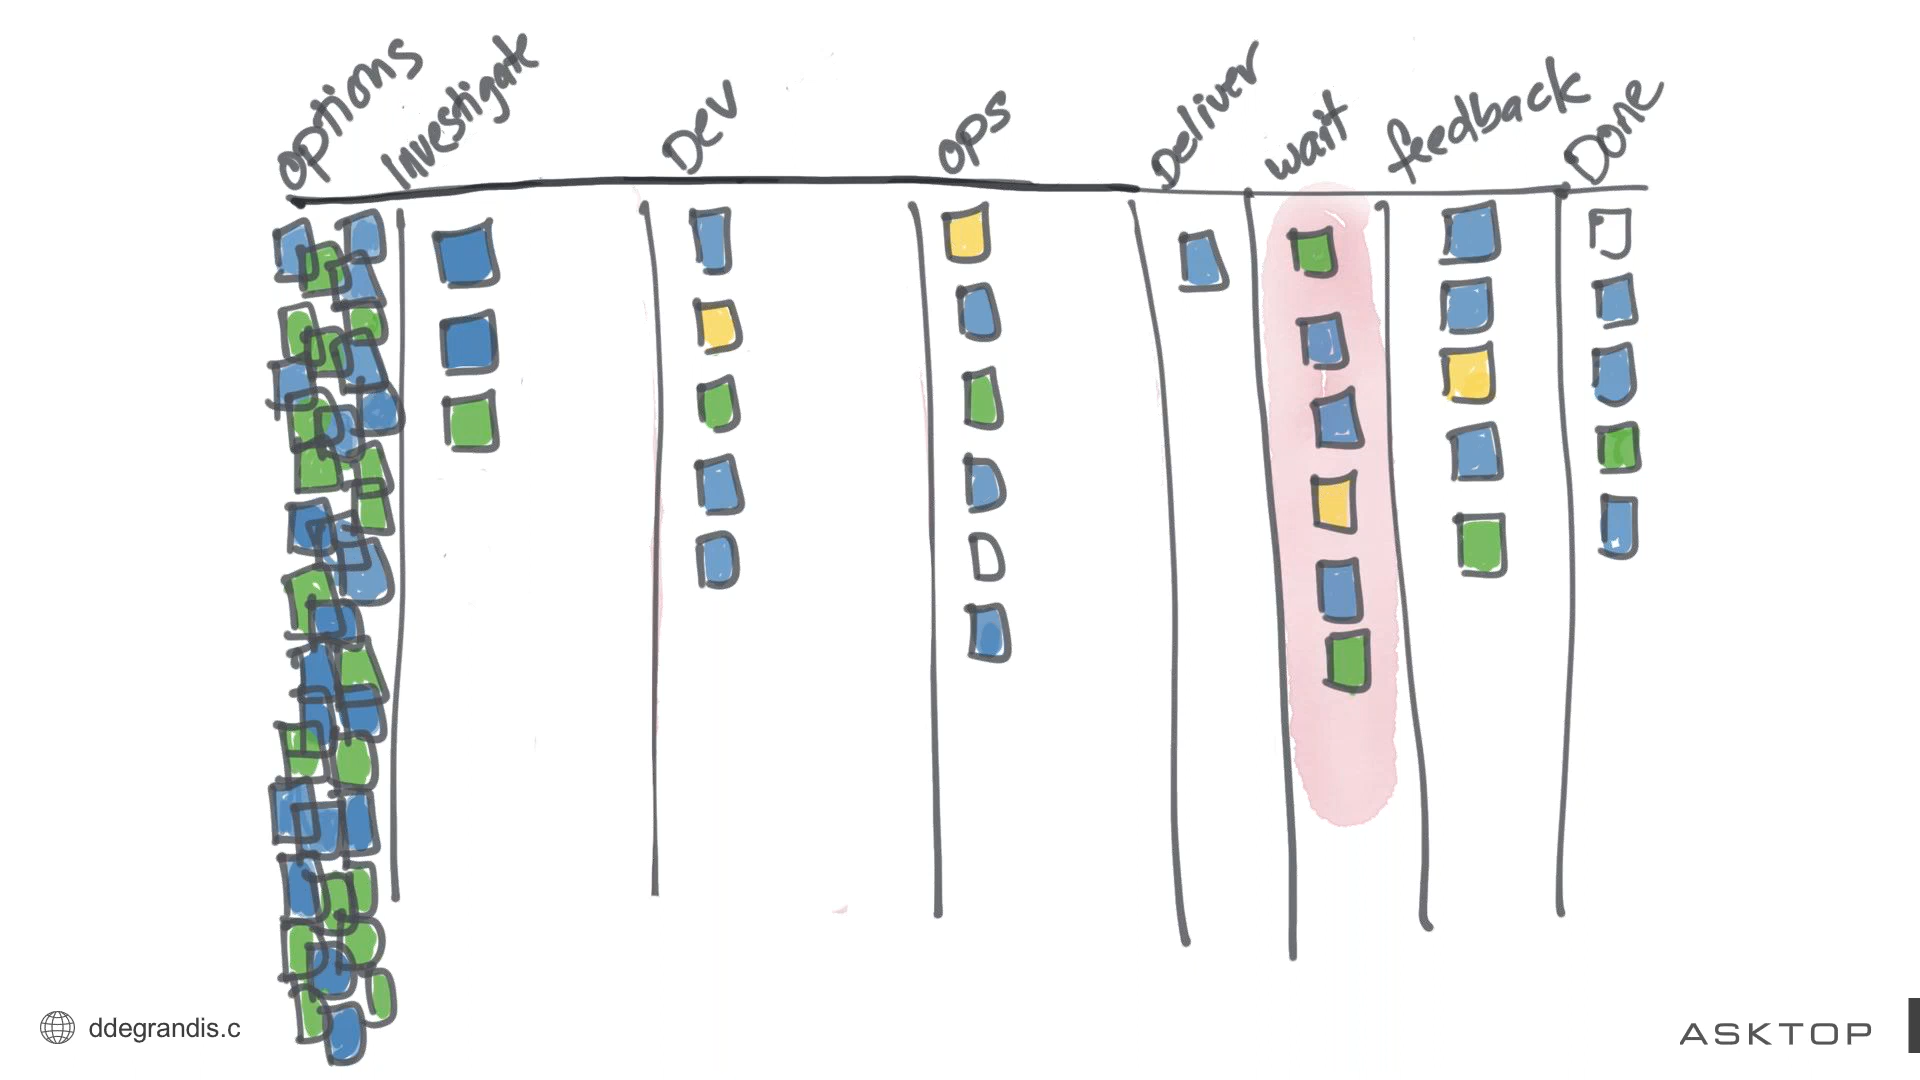 options
Investigate
Dev
OPS
Deliver
wait
feedback
Done
ddegrandis.c
ASKTOP